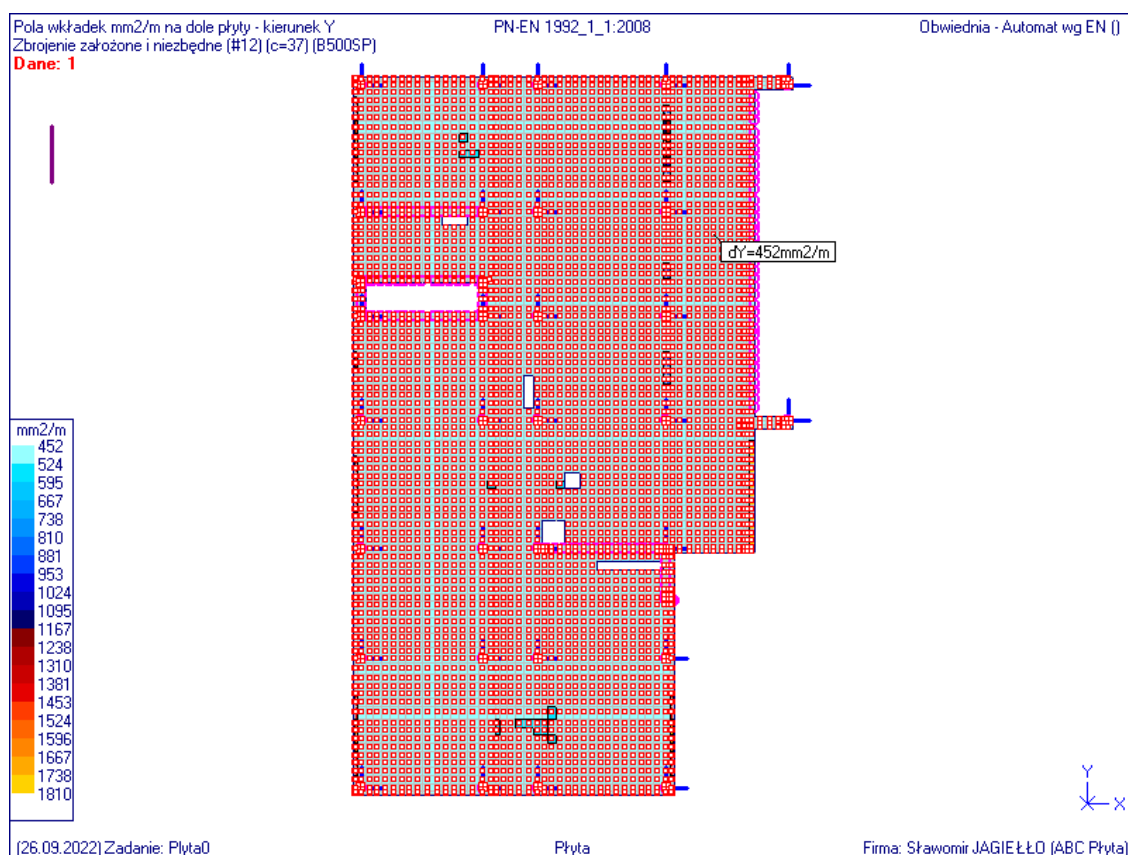 Pola wkładek mm2/m na dole płyty - kierunek Y
PN-EN 1992_1_1:2008
Obwiednia - Automat wg EN ()
Zbrojenie założone i niezbędne (#12) (c=37) (B500SP)
Dane: 1
dY=452mm2/m
mm2/m
452
524
595
667
738
810
881
953
1024
1095
1167
1238
1310
1381
1453
1524
1596
1667
1738
1810
Y
X
(26.09.2022) Zadanie: Plyta0
Płyta
Firma: Sławomir JAGIEŁŁO (ABC Płyta)